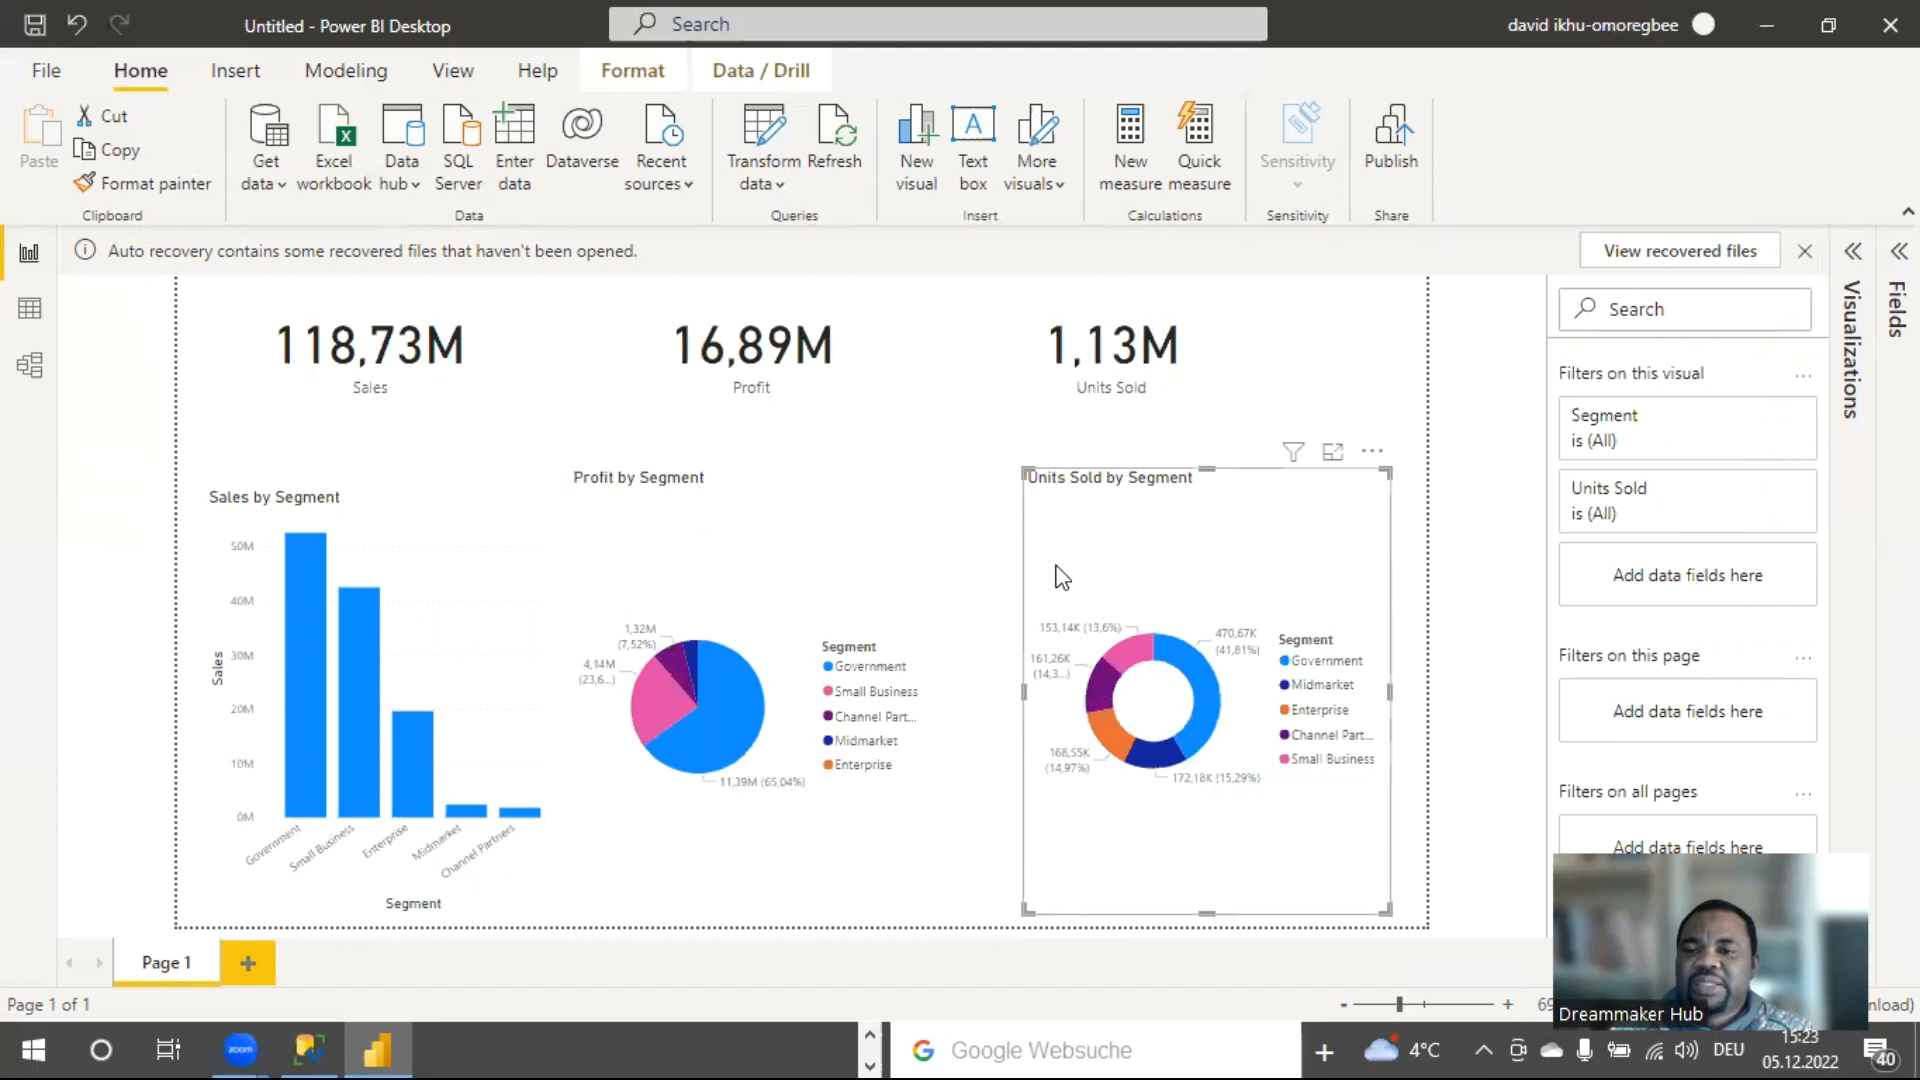 Untitled - Power BI Desktop
Search
david ikhu-omoregbee
File
Home
Insert
Modeling
View
Help
Format
Data / Drill
Paste
Cut
Copy
Format painter
Clipboard
Get data
Excel workbook
Data hub
SQL Server
Enter data
Dataverse
Recent sources
Data
Transform data
Refresh
Queries
New visual
Text box
More visuals
Insert
New measure
Quick measure
Calculations
Sensitivity
Sensitivity
Publish
Share
Auto recovery contains some recovered files that haven't been opened.
View recovered files
118,73M
Sales
16,89M
Profit
1,13M
Units Sold
Sales by Segment
50M
40M
30M
20M
10M
0M
Sales
Government
Small Business
Enterprise
Midmarket
Channel Partners
Segment
Profit by Segment
1,32M
(7,52%)
4,14M
(23,6...)
11,39M (65,04%)
Segment
Government
Small Business
Channel Part...
Midmarket
Enterprise
Units Sold by Segment
153,14K (13,6%)
161,26K
(14,3...)
168,55K
(14,97%)
172,18K (15,29%)
470,67K
(41,81%)
Segment
Government
Midmarket
Enterprise
Channel Part...
Small Business
Search
Filters on this visual
...
Segment
is (All)
Units Sold
is (All)
Add data fields here
Filters on this page
...
Add data fields here
Filters on all pages
...
Add data fields here
Visualizations
Fields
Dreammaker Hub
Page 1
Page 1 of 1
- +
69
nload)
zoom
Google Websuche
4°C
DEU
15:23
05.12.2022
40